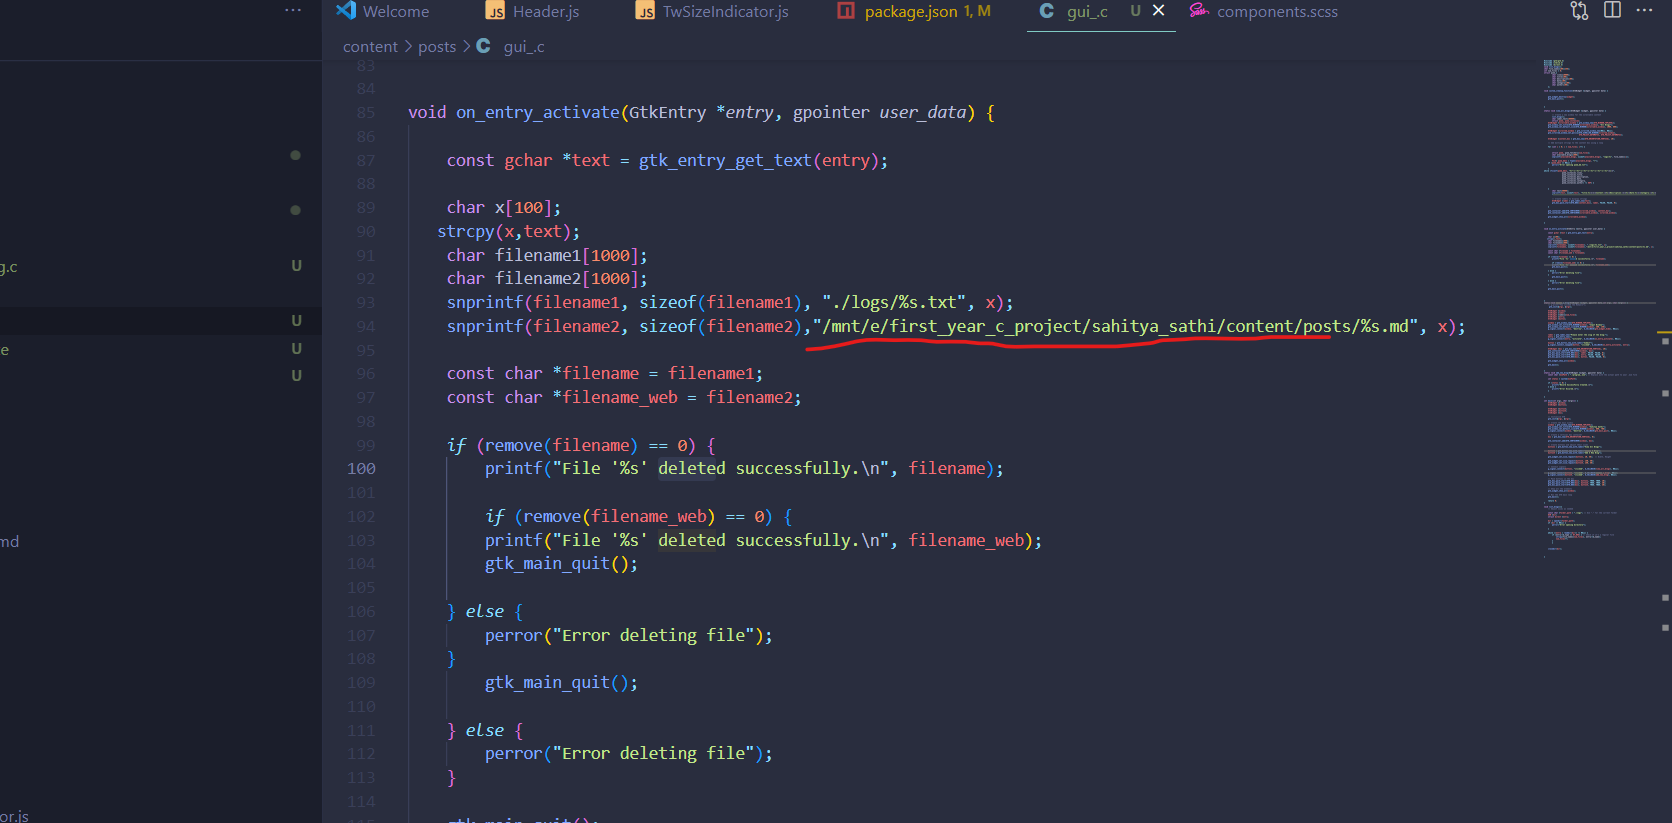 Welcome
Header.js
TwSizeIndicator.js
package.json 1, M
gui_.c U
components.scss
content > posts > gui_.c
83
84
85 void on_entry_activate(GtkEntry *entry, gpointer user_data) {
86
87 const gchar *text = gtk_entry_get_text(entry);
88
89 char x[100];
90 strcpy(x,text);
91 char filename1[1000];
92 char filename2[1000];
93 snprintf(filename1, sizeof(filename1), "./logs/%s.txt", x);
94 snprintf(filename2, sizeof(filename2),"/mnt/e/first_year_c_project/sahitya_sathi/content/posts/%s.md", x);
95
96 const char *filename = filename1;
97 const char *filename_web = filename2;
98
99 if (remove(filename) == 0) {
100 printf("File '%s' deleted successfully.\n", filename);
101
102 if (remove(filename_web) == 0) {
103 printf("File '%s' deleted successfully.\n", filename_web);
104 gtk_main_quit();
105
106 } else {
107 perror("Error deleting file");
108 }
109 gtk_main_quit();
110
111 } else {
112 perror("Error deleting file");
113 }
114
115 gtk_main_quit();
g.c U
U
e U
U
md
or.js